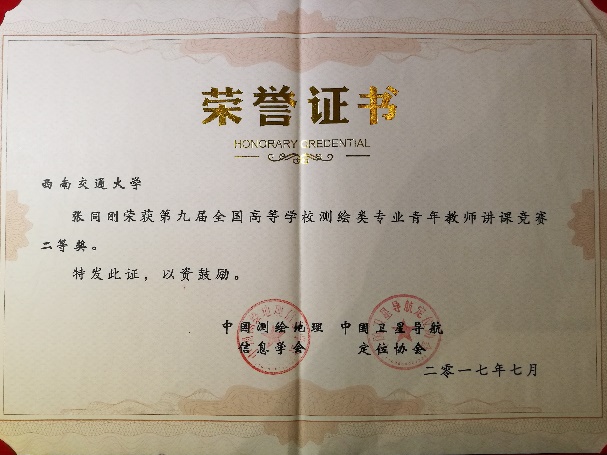 荣誉证书
HONORARY CREDENTIAL
西南交通大学
张同刚荣获第九届全国高等学校测绘类专业青年教师讲课竞赛
二等奖。
特发此证，以资鼓励。
中国测绘地理 中国卫星导航
信息学会 定位协会
二零一七年七月